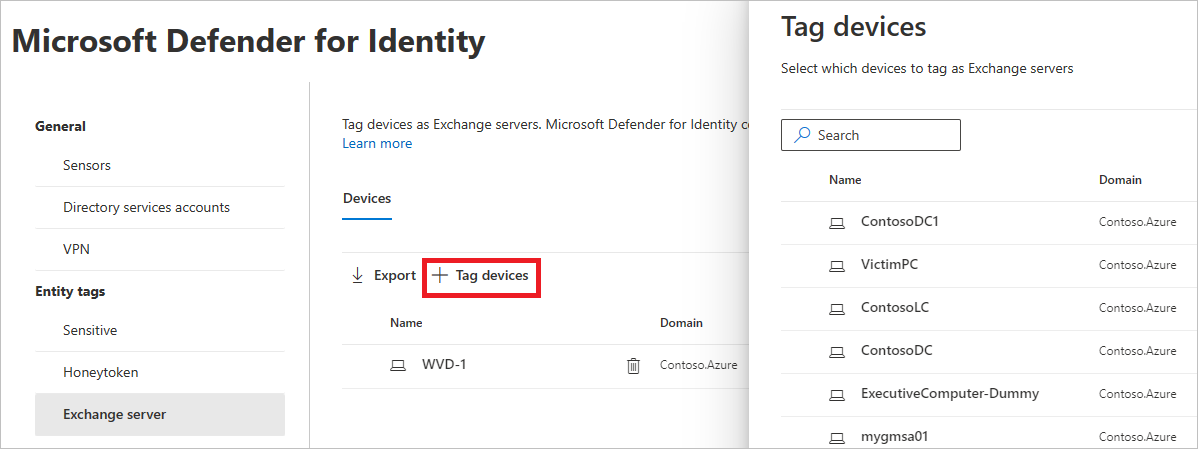 Microsoft Defender for Identity
General
Sensors
Directory services accounts
VPN
Entity tags
Sensitive
Honeytoken
Exchange server
Tag devices as Exchange servers. Microsoft Defender for Identity c
Learn more
Devices
Export
Tag devices
Name Domain
WVD-1 Contoso.Azure
Tag devices
Select which devices to tag as Exchange servers
Search
Name Domain
ContosoDC1 Contoso.Azure
VictimPC Contoso.Azure
ContosoLC Contoso.Azure
ContosoDC Contoso.Azure
ExecutiveComputer-Dummy Contoso.Azure
mygmsa01 Contoso.Azure